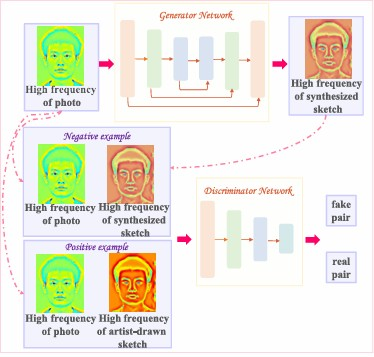 Generator Network
High frequency
of photo
High frequency
of synthesized
sketch
Negative example
High frequency
of photo
High frequency
of synthesized
sketch
Discriminator Network
fake
pair
real
pair
Positive example
High frequency
of photo
High frequency
of artist-drawn
sketch